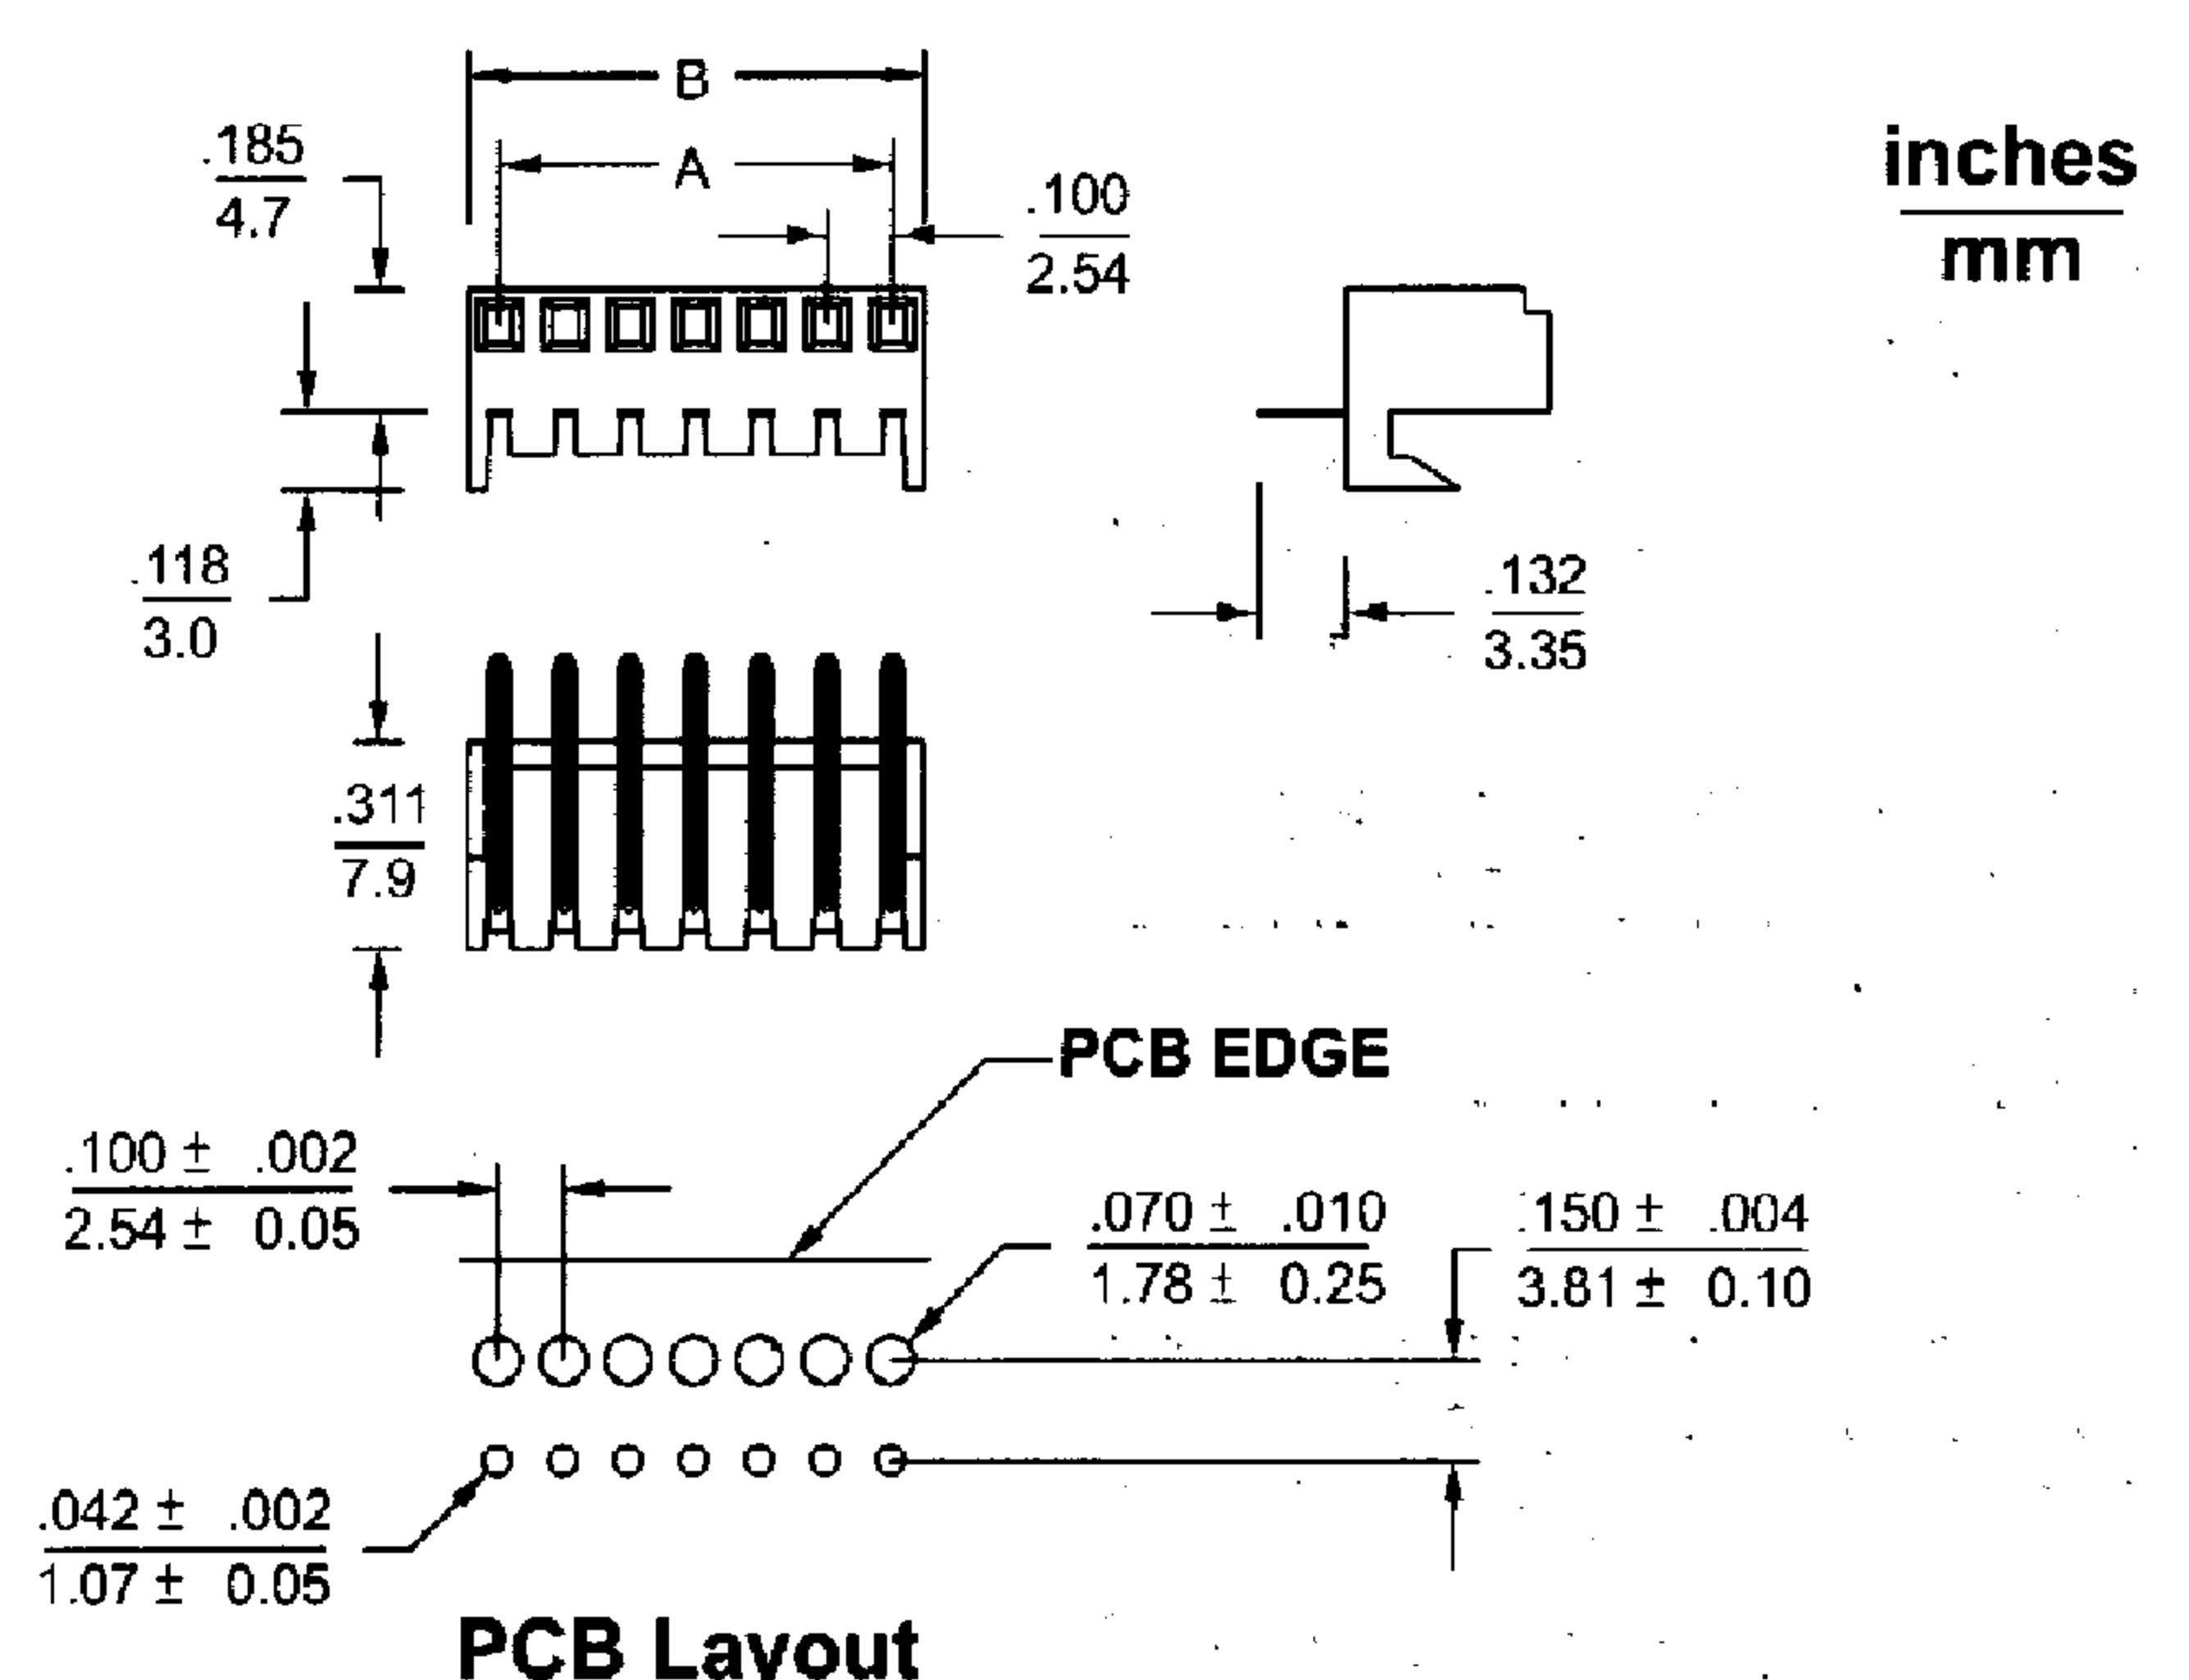 B
.185
4.7
A
.100
2.54
inches
mm
.118
3.0
.132
3.35
.311
7.9
PCB EDGE
.100 ± .002
2.54 ± 0.05
.070 ± .010
1.78 ± 0.25
.150 ± .004
3.81 ± 0.10
.042 ± .002
1.07 ± 0.05
PCB Layout